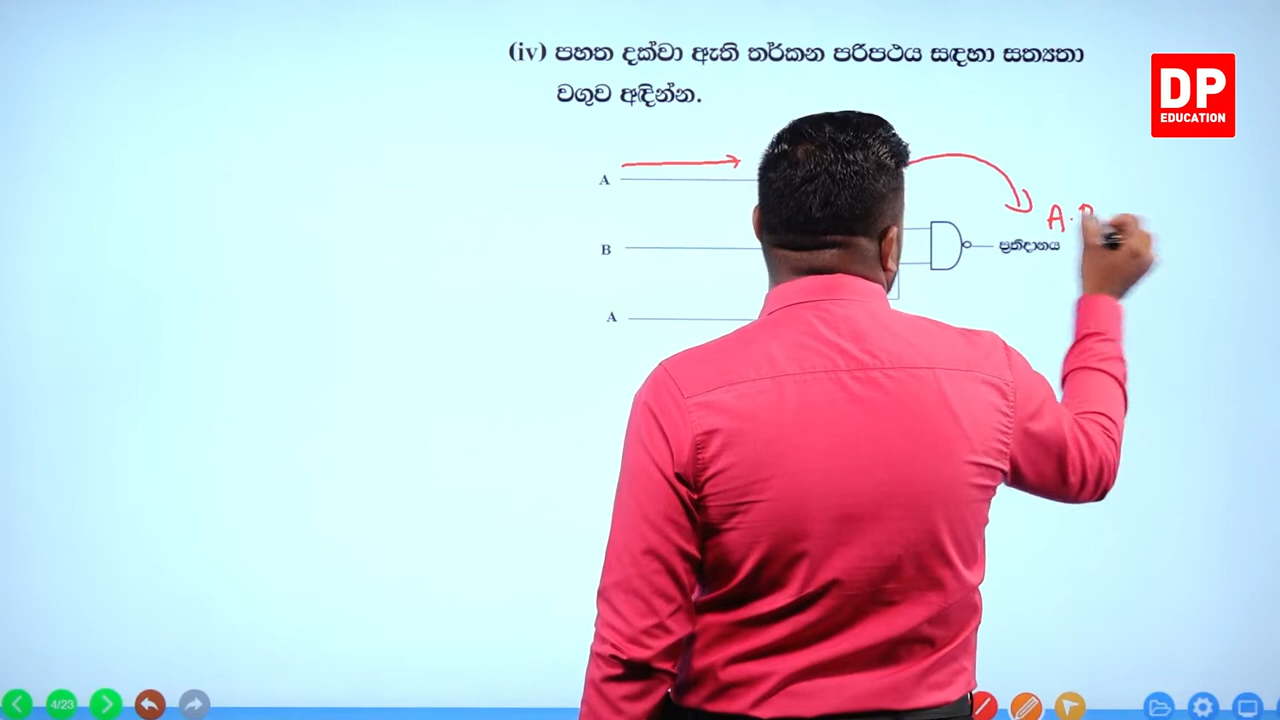 (iv) පහත දක්වා ඇති තර්කන පරිපථය සඳහා සත්‍යතා
වගුව අඳින්න.
DP
EDUCATION
A
A.
B
ප්‍රතිදානය
A
4/23